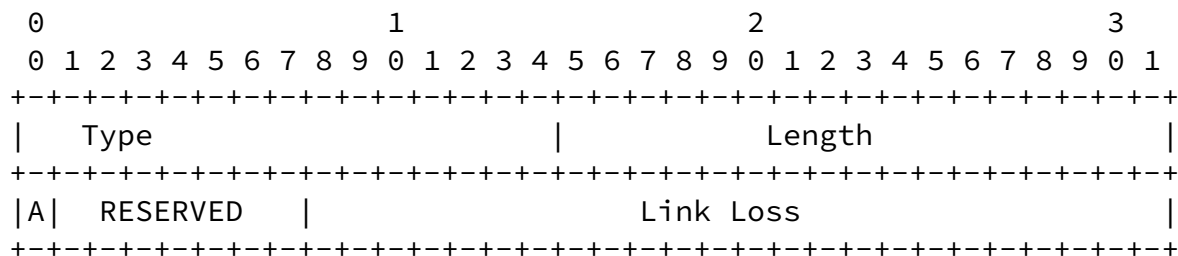 0                   1                   2                   3
 0 1 2 3 4 5 6 7 8 9 0 1 2 3 4 5 6 7 8 9 0 1 2 3 4 5 6 7 8 9 0 1
+-+-+-+-+-+-+-+-+-+-+-+-+-+-+-+-+-+-+-+-+-+-+-+-+-+-+-+-+-+-+-+-+
|   Type                      |           Length                |
+-+-+-+-+-+-+-+-+-+-+-+-+-+-+-+-+-+-+-+-+-+-+-+-+-+-+-+-+-+-+-+-+
|A|  RESERVED   |                  Link Loss                    |
+-+-+-+-+-+-+-+-+-+-+-+-+-+-+-+-+-+-+-+-+-+-+-+-+-+-+-+-+-+-+-+-+